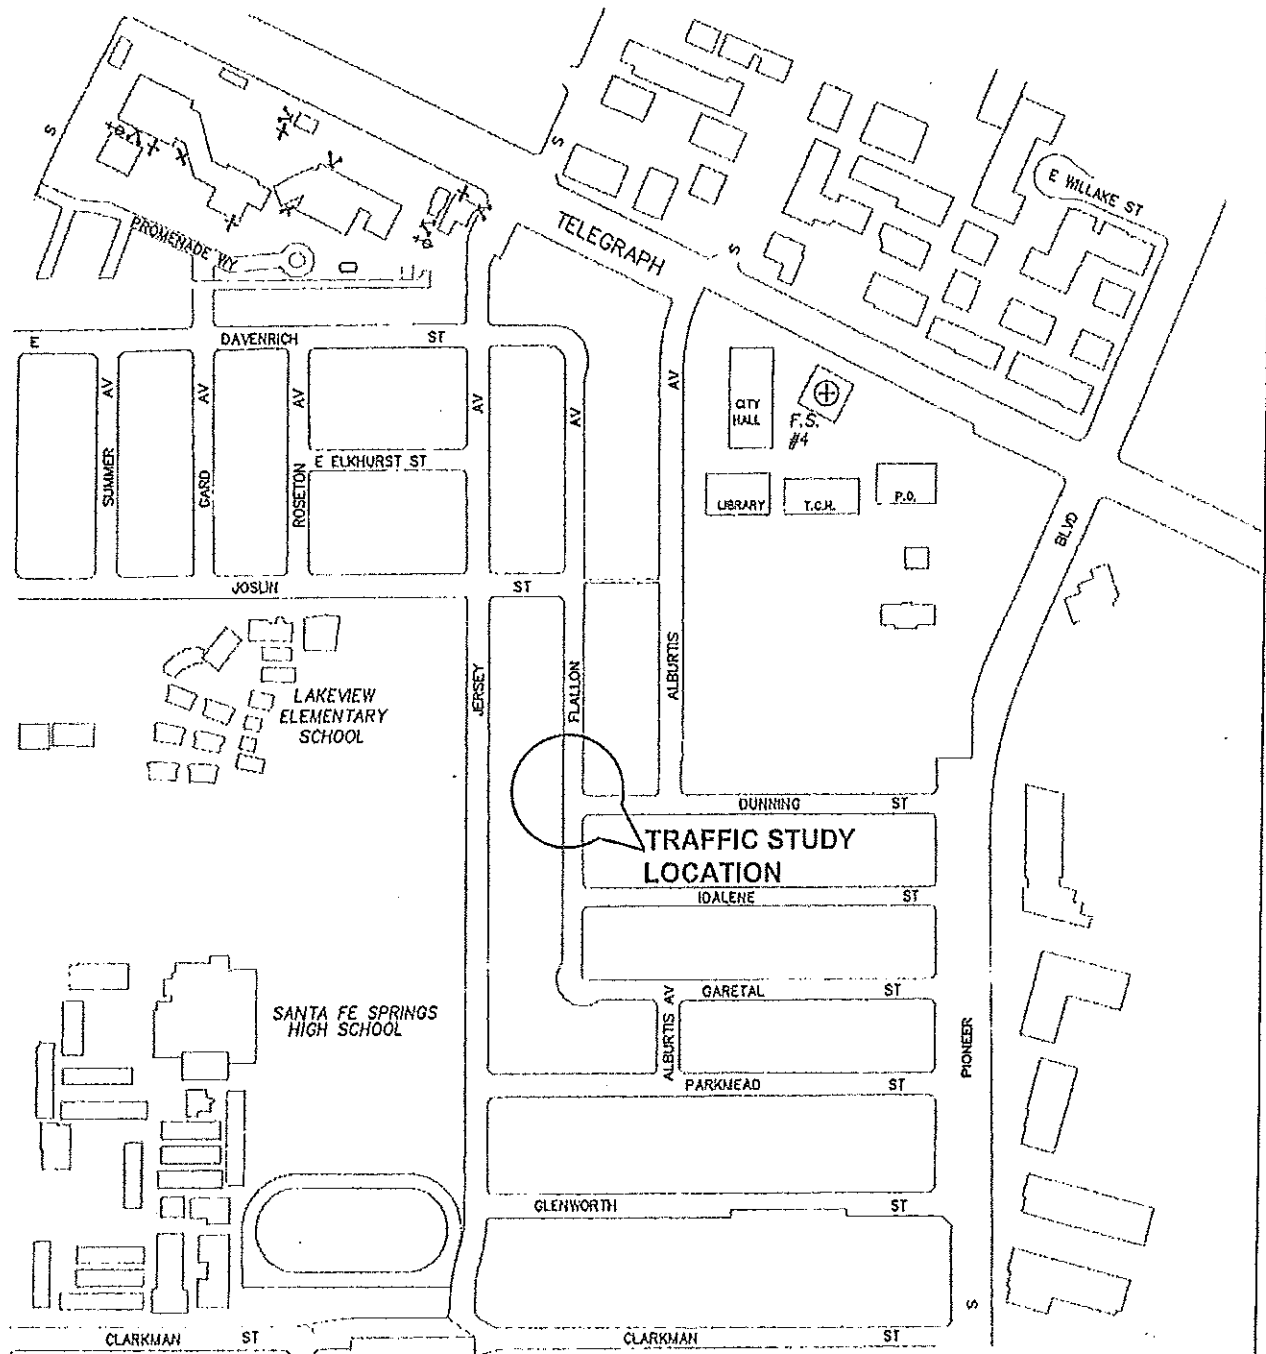 S
S
E WILLAKE ST
PROMENADE WY
TELEGRAPH
S
E
DAVENRICH
ST
SUMMER
AV
GARD
AV
ROSETON
AV
AV
AV
AV
CITY
HALL
F.S.
#4
E ELKHURST ST
LIBRARY
T.C.H.
P.O.
BLVD
JOSLIN
ST
LAKEVIEW
ELEMENTARY
SCHOOL
JERSEY
FLALLON
ALBURTIS
DUNNING
ST
TRAFFIC STUDY
LOCATION
IDALENE
ST
SANTA FE SPRINGS
HIGH SCHOOL
GARETAL
ST
ALBURTIS AV
PIONEER
PARKMEAD
ST
GLENWORTH
ST
S
CLARKMAN
ST
CLARKMAN
ST